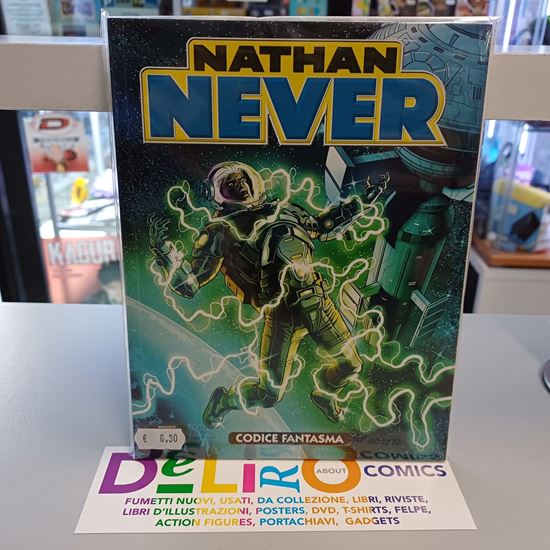 NATHAN
NEVER
CODICE FANTASMA
€ 6,30
DeLiRO ABOUT COMICS
FUMETTI NUOVI, USATI, DA COLLEZIONE, LIBRI, RIVISTE,
LIBRI D'ILLUSTRAZIONI, POSTERS, DVD, T-SHIRTS, FELPE,
ACTION FIGURES, PORTACHIAVI, GADGETS